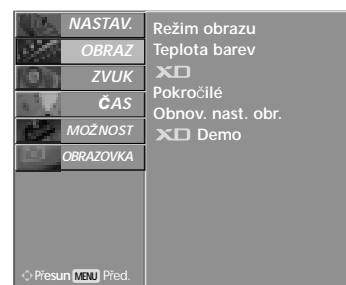 NASTAV.
OBRAZ
ZVUK
ČAS
MOŽNOST
OBRAZOVKA
Přesun MENU Před.
Režim obrazu
Teplota barev
XD
Pokročilé
Obnov. nast. obr.
XD Demo